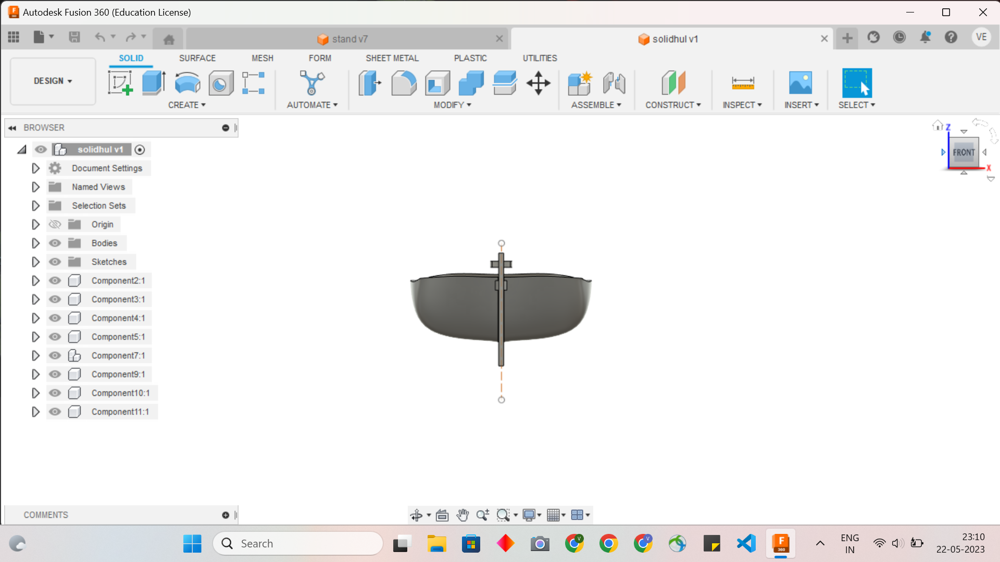 Autodesk Fusion 360 (Education License)
stand v7
solidhul v1
VE
SOLID SURFACE MESH FORM SHEET METAL PLASTIC UTILITIES
DESIGN
CREATE AUTOMATE MODIFY ASSEMBLE CONSTRUCT INSPECT INSERT SELECT
BROWSER
solidhul v1
Document Settings
Named Views
Selection Sets
Origin
Bodies
Sketches
Component2:1
Component3:1
Component4:1
Component5:1
Component7:1
Component9:1
Component10:1
Component11:1
Z
FRONT
X
COMMENTS
Search
V
V
F
360
ENG
IN
23:10
22-05-2023